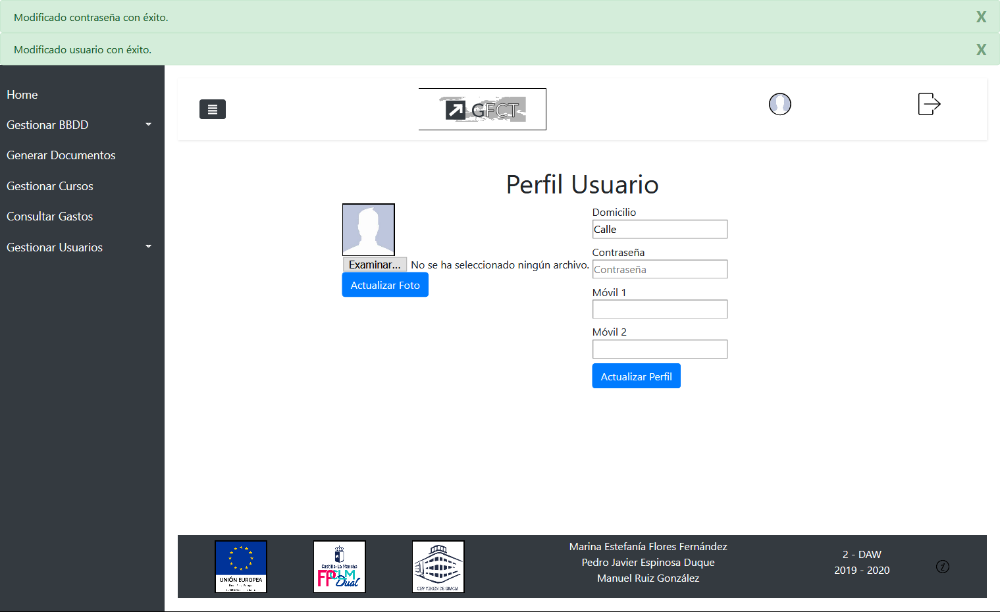 Modificado contraseña con éxito.
X
Modificado usuario con éxito.
X
Home
Gestionar BBDD
Generar Documentos
Gestionar Cursos
Consultar Gastos
Gestionar Usuarios
GFCT
Perfil Usuario
Examinar... No se ha seleccionado ningún archivo.
Actualizar Foto
Domicilio
Calle
Contraseña
Contraseña
Móvil 1
Móvil 2
Actualizar Perfil
UNIÓN EUROPEA
Castilla-La Mancha
FPCLM
Dual
CIFP VIRGEN DE GRACIA
Marina Estefanía Flores Fernández
Pedro Javier Espinosa Duque
Manuel Ruiz González
2 - DAW
2019 - 2020